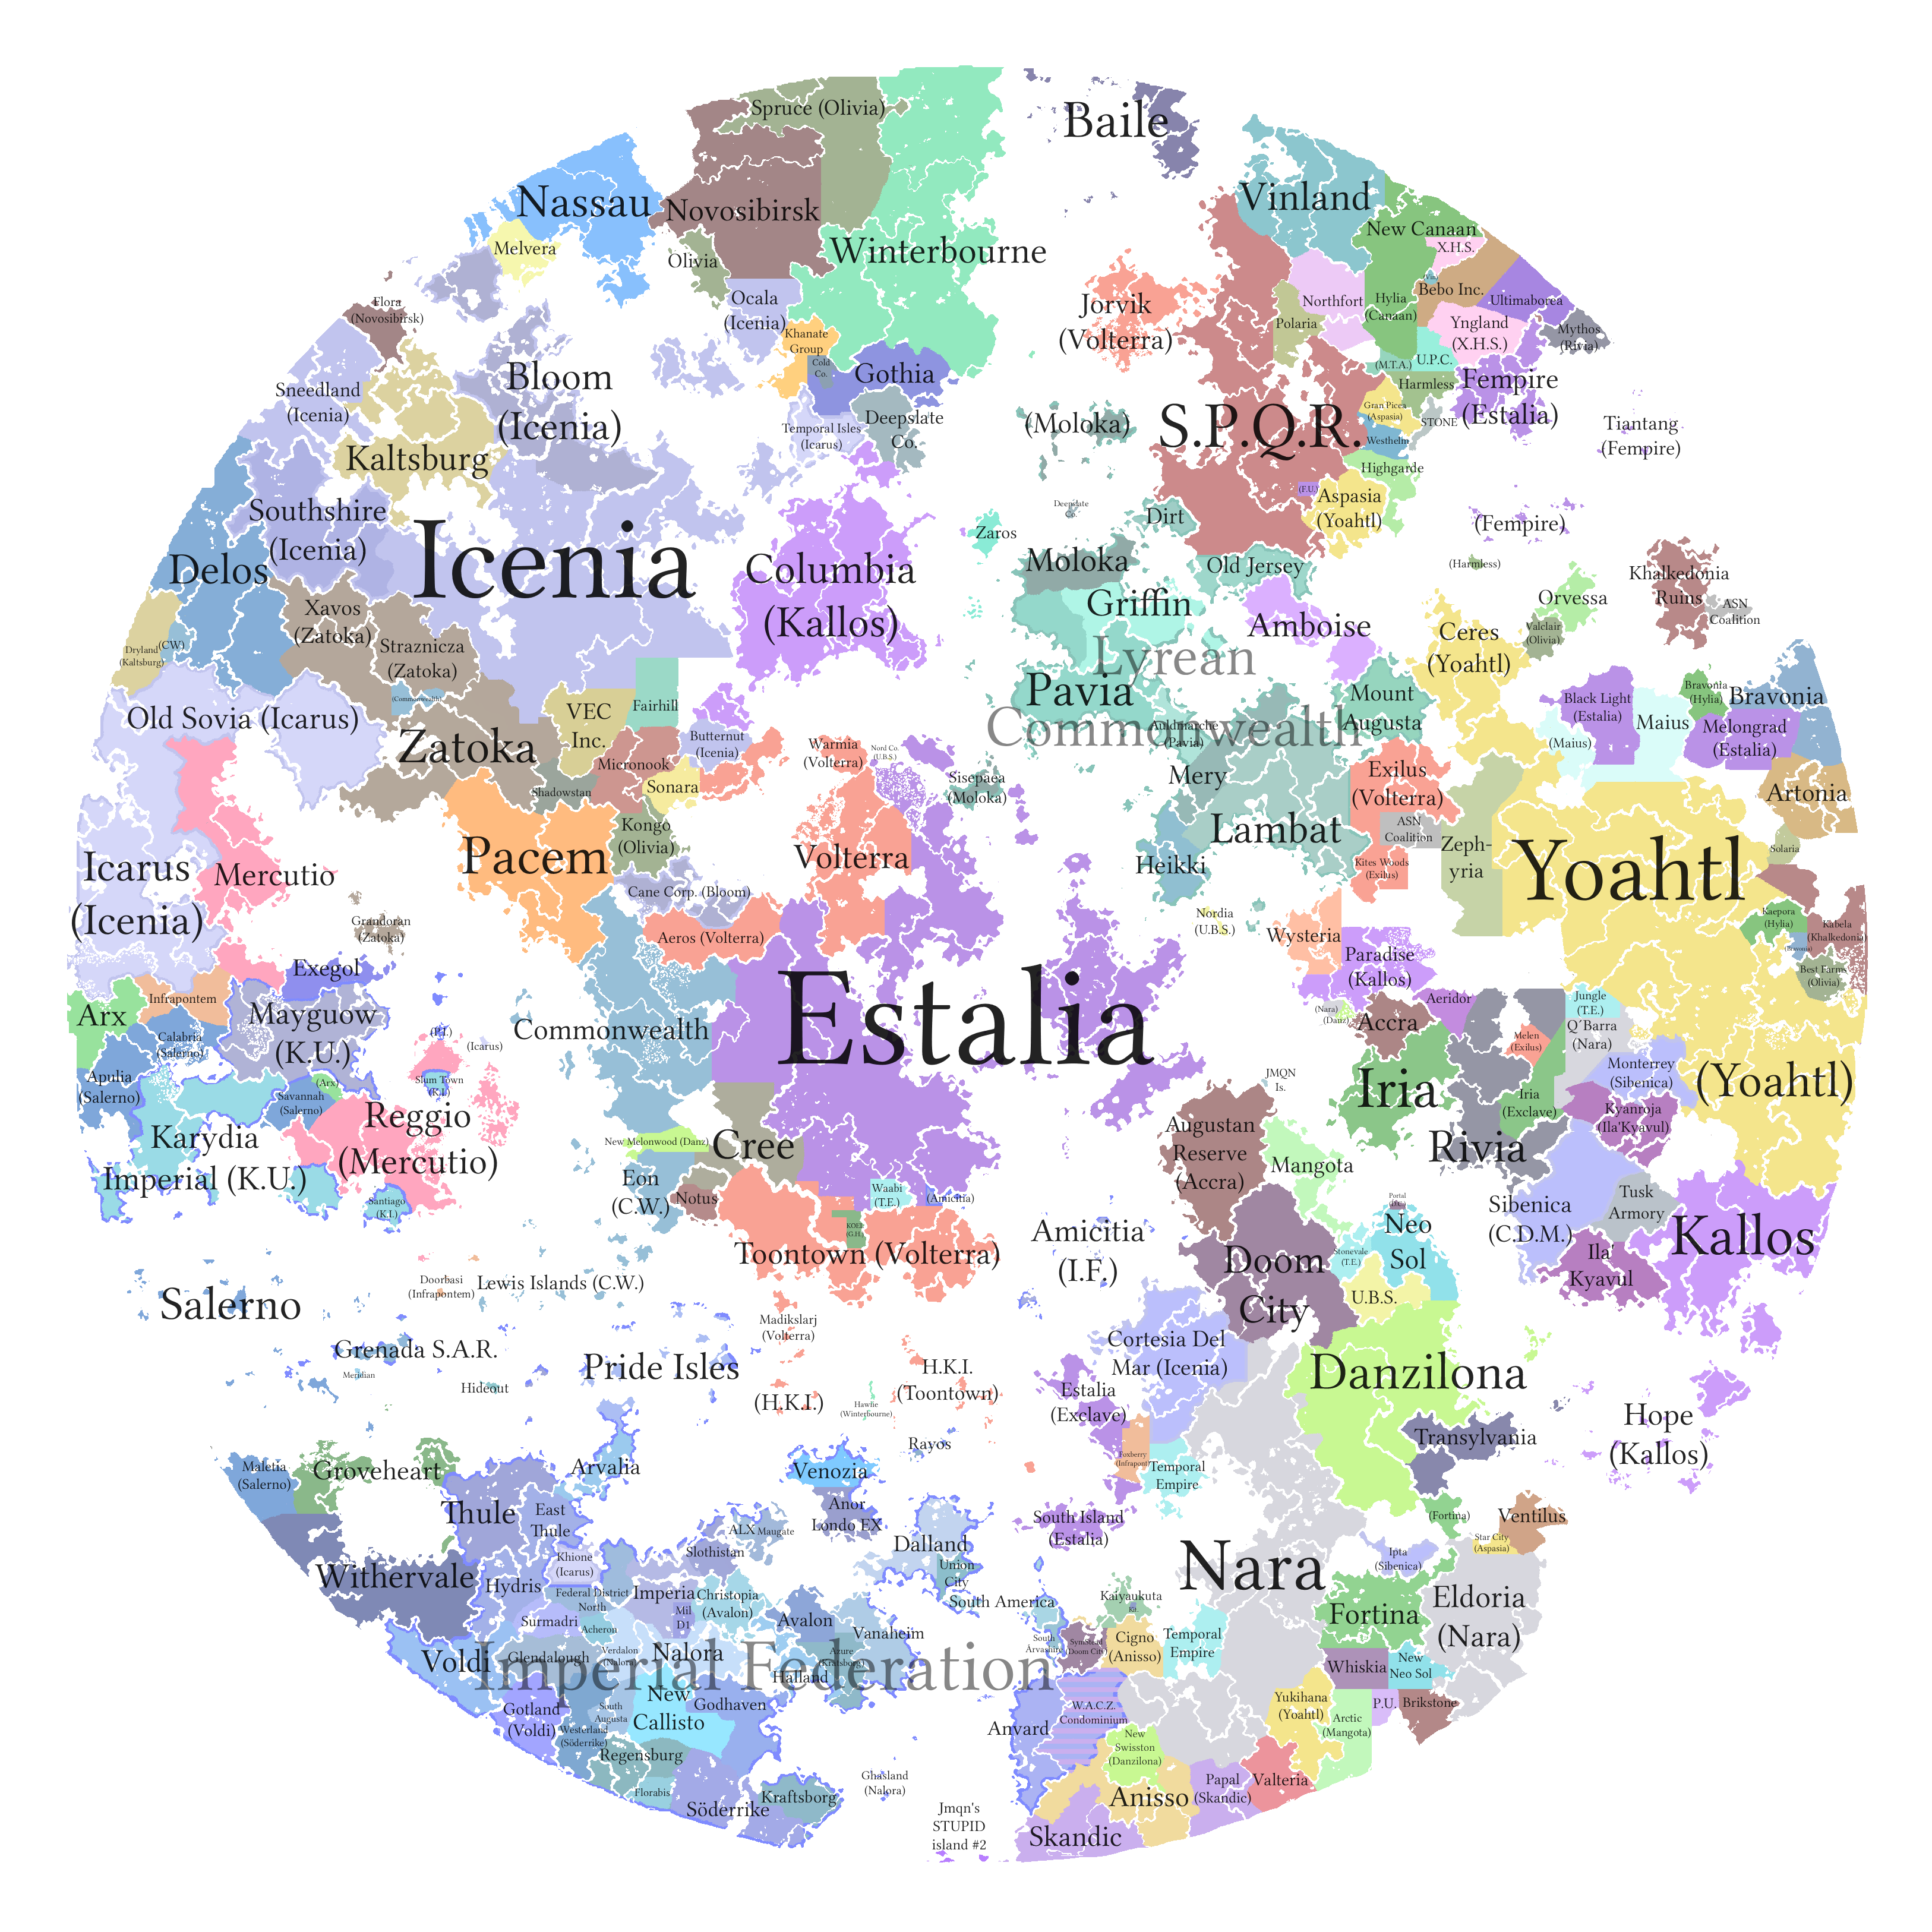 Spruce (Olivia)
Baile
Nassau
Novosibirsk
Vinland
Melvera
Olivia
Winterbourne
New Canaan
X.H.S.
Flora
(Novosibirsk)
Ocala
(Icenia)
Khanate
Group
Cold
Co.
Gothia
Jorvik
(Volterra)
Northfort
Polaria
Hylia
(Canaan)
Bebo Inc.
Ultimaborea
Yngland
(X.H.S.)
Mythos
(Rivia)
(M.T.A.)
U.P.C.
Sneedland
(Icenia)
Bloom
(Icenia)
Kaltsburg
Temporal Isles
(Icarus)
Deepslate
Co.
(Moloka)
S.P.Q.R.
Harmless
Gran Picea
(Aspasia)
STONE
Westhelm
Highgarde
Fempire
(Estalia)
Tiantang
(Fempire)
Southshire
(Icenia)
Icenia
Delos
Columbia
(Kallos)
Zaros
Deepslate
Co.
Dirt
(F.U.)
Aspasia
(Yoahtl)
(Fempire)
Moloka
Old Jersey
(Harmless)
Khalkedonia
Ruins
ASN
Coalition
Xavos
(Zatoka)
Straznicza
(Zatoka)
Griffin
Amboise
Orvessa
Valclair
(Olivia)
Ceres
(Yoahtl)
Dryland
(Kaltsburg)
(CW)
Lyrean
Commonwealth
Pavia
Mount
Augusta
Auldmarche
(Pavia)
Old Sovia (Icarus)
(Commonwealth)
Zatoka
VEC
Inc.
Fairhill
Butternut
(Icenia)
Micronook
Sonara
Shadowstan
Warmia
(Volterra)
Nord Co.
(U.B.S.)
Sisepaea
(Moloka)
Mery
Lambat
Exilus
(Volterra)
ASN
Coalition
Black Light
(Estalia)
(Maius)
Maius
Bravonia
(Hylia)
Bravonia
Melongrad
(Estalia)
Artonia
Icarus
(Icenia)
Mercutio
Pacem
Kongo
(Olivia)
Volterra
Heikki
Kites Woods
(Exilus)
Zeph-
yria
Yoahtl
Solaria
Cane Corp. (Bloom)
Grandoran
(Zatoka)
Aeros (Volterra)
Nordia
(U.B.S.)
Wysteria
Paradise
(Kallos)
Kaepora
(Hylia)
Kabela
(Khalkedonia)
(Bravonia)
Best Farms
(Olivia)
Exegol
Arx
Infrapontem
Mayguow
(K.U.)
Calabria
(Salerno)
(P.I.)
(Icarus)
Commonwealth
Estalia
(Nara)
(Danz)
Accra
Aeridor
Jungle
(T.E.)
Q'Barra
(Nara)
Melen
(Exilus)
Apulia
(Salerno)
(Arx)
Savannah
(Salerno)
Slum Town
(K.I.)
Reggio
(Mercutio)
Karydia
Imperial (K.U.)
Santiago
(K.I.)
New Melonwood (Danz)
Cree
Eon
(C.W.)
Notus
JMQN
Is.
Iria
Iria
(Exclave)
Monterrey
(Sibenica)
Kyanroja
(Ila'Kyavul)
(Yoahtl)
Rivia
Augustan
Reserve
(Accra)
Mangota
Waabi
(T.E.)
(Amicitia)
KOEE
(G.H.)
Toontown (Volterra)
Amicitia
(I.F.)
Sibenica
(C.D.M.)
Tusk
Armory
Kallos
Ila'
Kyavul
Portal
Neo
Sol
Stonevale
(T.E.)
Doom
City
U.B.S.
Salerno
Doorbasi
(Infrapontem)
Lewis Islands (C.W.)
Madikslarj
(Volterra)
Grenada S.A.R.
Meridian
Hideout
Pride Isles
(H.K.I.)
H.K.I.
(Toontown)
Hawfie
(Winterbourne)
Rayos
Cortesia Del
Mar (Icenia)
Estalia
(Exclave)
Danzilona
Transylvania
Hope
(Kallos)
Maletia
(Salerno)
Groveheart
Arvalia
Venozia
Foxberry
(Infrapont)
Temporal
Empire
Thule
East
Thule
Anor
Londo EX
ALX
Maugate
Slothistan
Dalland
Union
City
South Island
(Estalia)
(Fortina)
Ventilus
Star City
(Aspasia)
Withervale
Hydris
Khione
(Icarus)
Federal District
North
Imperia
Christopia
(Avalon)
Mil
D1
Surmadri
Acheron
Avalon
Vanaheim
South America
Nara
Ipta
(Sibenica)
Eldoria
(Nara)
Fortina
Kaiyaukuta
Voldi
Glendalough
Verdalon
(Nalora)
Nalora
Azure
(Kraftsborg)
Halland
Imperial Federation
South
Arvashire
Symstead
(Doom City)
Cigno
(Anisso)
Temporal
Empire
Whiskia
New
Neo Sol
Gotland
(Voldi)
South
Augusta
Westerland
(Söderrike)
New
Callisto
Godhaven
Regensburg
Florabis
Söderrike
Kraftsborg
Ghasland
(Nalora)
Anvard
W.A.C.Z.
Condominium
New
Swisston
(Danzilona)
Yukihana
(Yoahtl)
Arctic
(Mangota)
P.U.
Brikstone
Anisso
Papal
(Skandic)
Valteria
Skandic
Jmqn's
STUPID
island #2